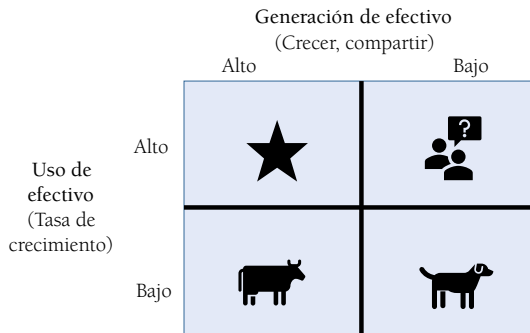 Generación de efectivo
(Crecer, compartir)
Alto Bajo
Alto
?
Uso de
efectivo
(Tasa de
crecimiento)
Bajo